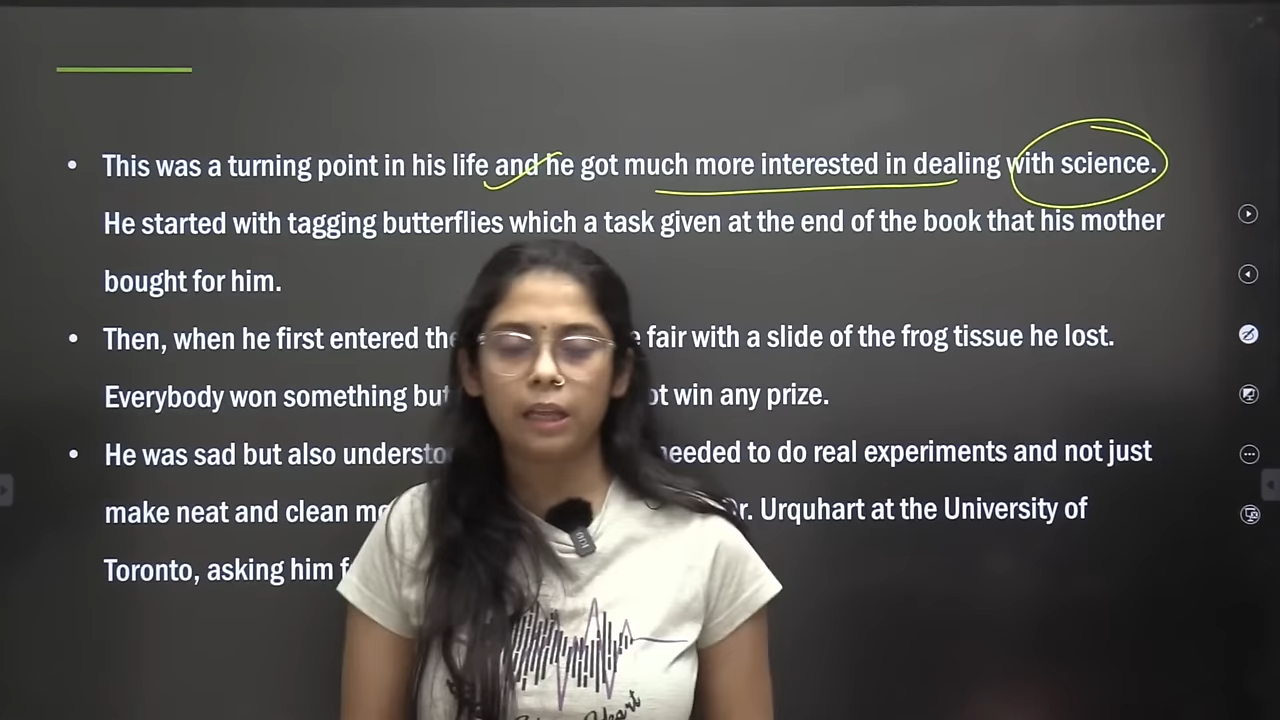 This was a turning point in his life and he got much more interested in dealing with science.
He started with tagging butterflies which a task given at the end of the book that his mother
bought for him.
Then, when he first entered the fair with a slide of the frog tissue he lost.
Everybody won something but win any prize.
He was sad but also needed to do real experiments and not just
make neat and clean Urquhart at the University of
Toronto, asking him